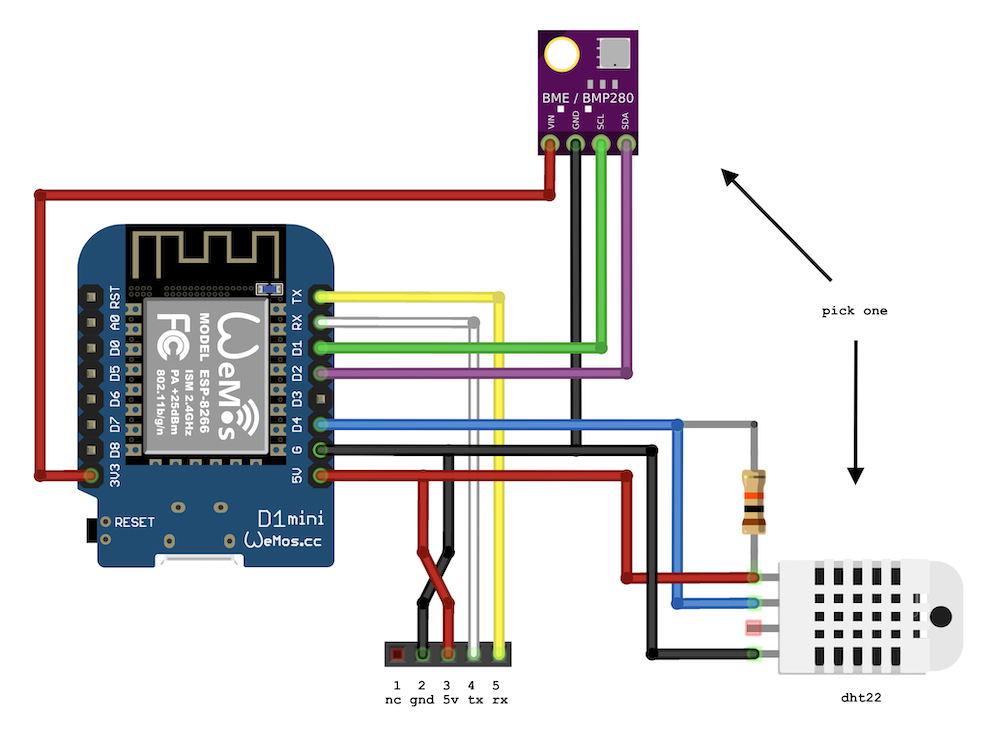 BME / BMP280
VIN
GND
SCL
SDA
pick one
RST
A0
D0
D5
D6
D7
D8
3V3
TX
RX
D1
D2
D3
D4
G
5V
WeMos
MODEL ESP-8266
ISM 2.4GHz
PA +25dBm
802.11b/g/n
FC
RESET
D1 mini
WeMos.cc
1 2 3 4 5
nc gnd 5v tx rx
dht22